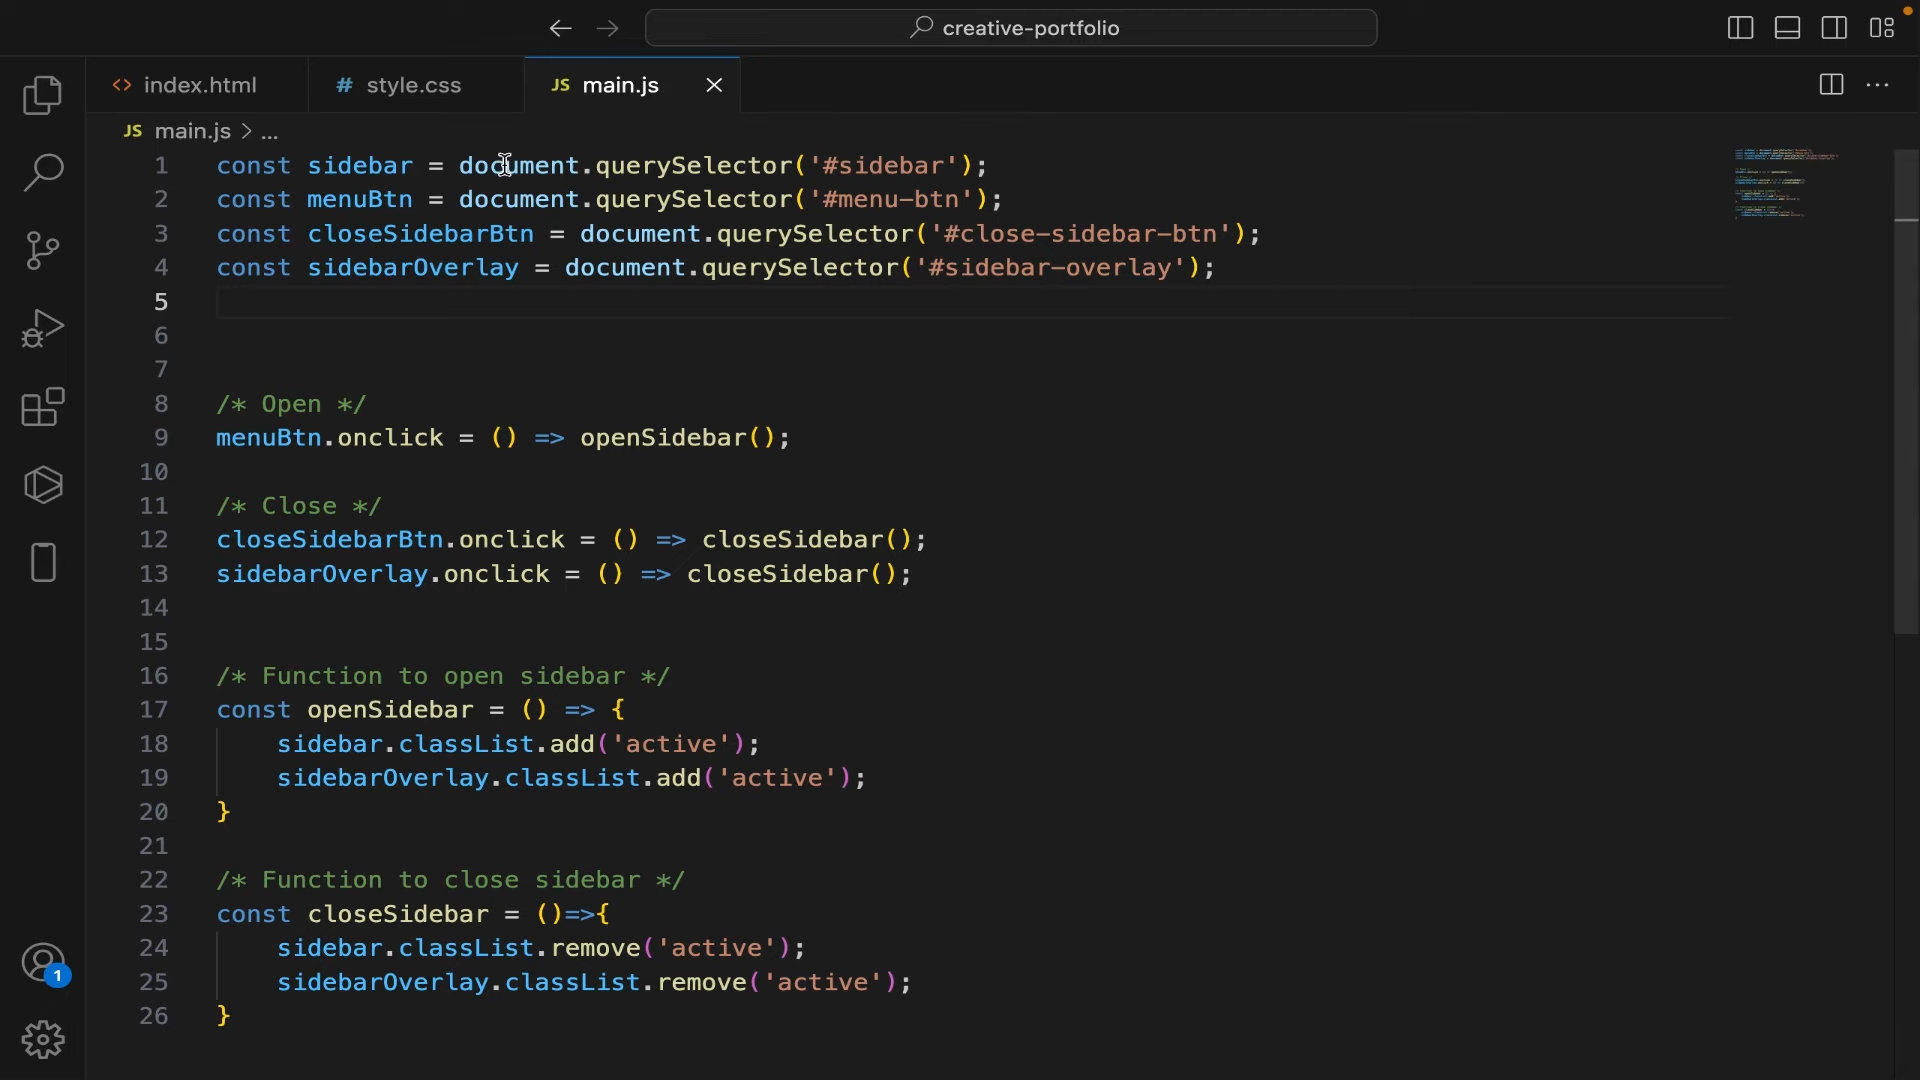 creative-portfolio
index.html
# style.css
JS main.js
JS main.js > ...
1 const sidebar = document.querySelector('#sidebar');
2 const menuBtn = document.querySelector('#menu-btn');
3 const closeSidebarBtn = document.querySelector('#close-sidebar-btn');
4 const sidebarOverlay = document.querySelector('#sidebar-overlay');
5
6
7
8 /* Open */
9 menuBtn.onclick = () => openSidebar();
10
11 /* Close */
12 closeSidebarBtn.onclick = () => closeSidebar();
13 sidebarOverlay.onclick = () => closeSidebar();
14
15
16 /* Function to open sidebar */
17 const openSidebar = () => {
18     sidebar.classList.add('active');
19     sidebarOverlay.classList.add('active');
20 }
21
22 /* Function to close sidebar */
23 const closeSidebar = ()=>{
24     sidebar.classList.remove('active');
25     sidebarOverlay.classList.remove('active');
26 }
1